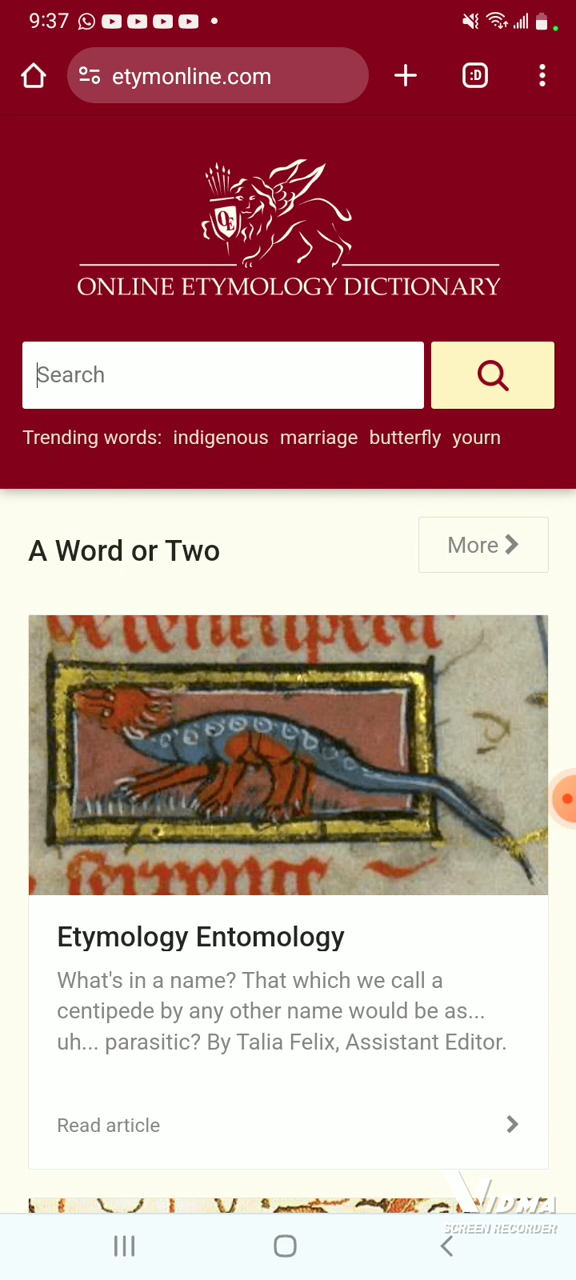 9:37
etymonline.com
:D
OE
ONLINE ETYMOLOGY DICTIONARY
Search
Trending words: indigenous marriage butterfly yourn
A Word or Two
More
Etymology Entomology
What's in a name? That which we call a
centipede by any other name would be as...
uh... parasitic? By Talia Felix, Assistant Editor.
Read article
VIDMA
SCREEN RECORDER